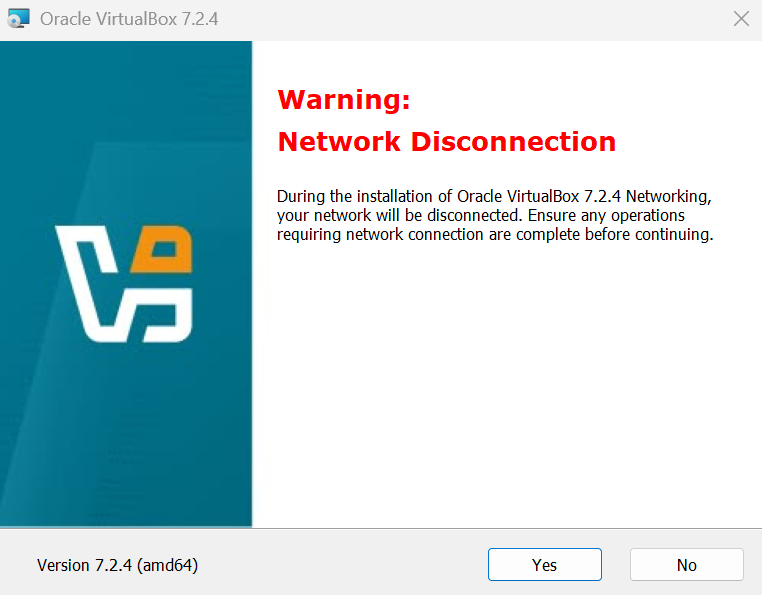 Oracle VirtualBox 7.2.4
Warning:
Network Disconnection
During the installation of Oracle VirtualBox 7.2.4 Networking,
your network will be disconnected. Ensure any operations
requiring network connection are complete before continuing.
Version 7.2.4 (amd64)
Yes
No